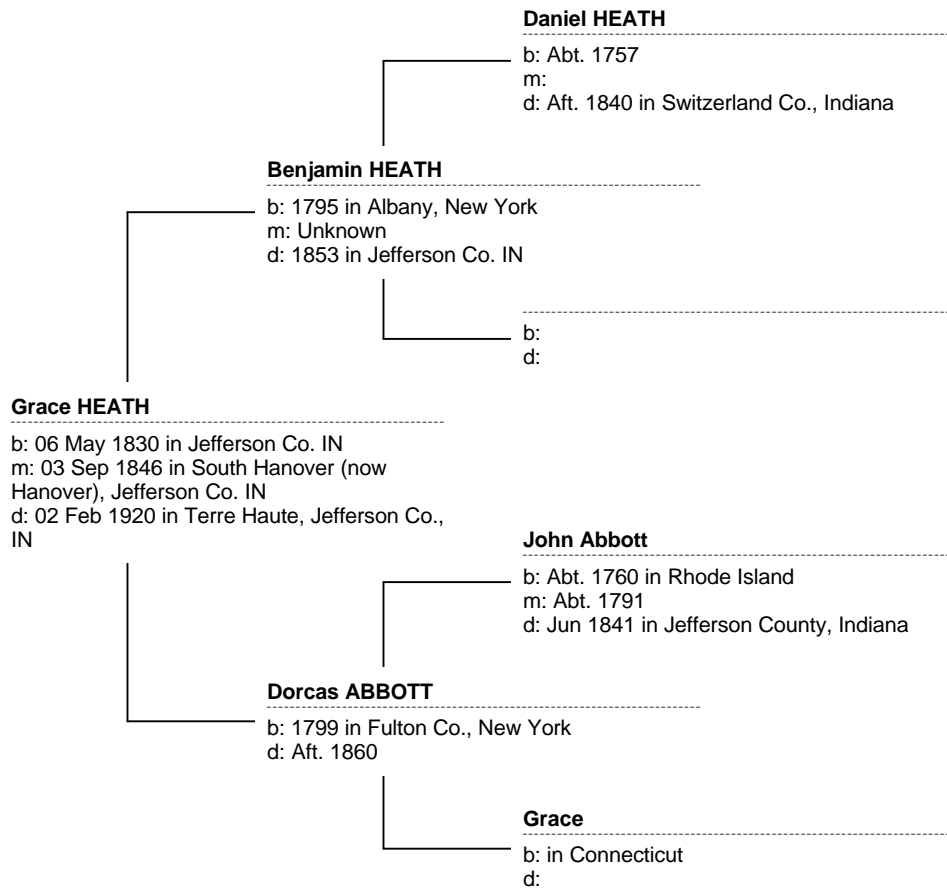 Daniel HEATH
b: Abt. 1757
m:
d: Aft. 1840 in Switzerland Co., Indiana
Benjamin HEATH
b: 1795 in Albany, New York
m: Unknown
d: 1853 in Jefferson Co. IN
b:
d:
Grace HEATH
b: 06 May 1830 in Jefferson Co. IN
m: 03 Sep 1846 in South Hanover (now
Hanover), Jefferson Co. IN
d: 02 Feb 1920 in Terre Haute, Jefferson Co.,
IN
John Abbott
b: Abt. 1760 in Rhode Island
m: Abt. 1791
d: Jun 1841 in Jefferson County, Indiana
Dorcas ABBOTT
b: 1799 in Fulton Co., New York
d: Aft. 1860
Grace
b: in Connecticut
d: